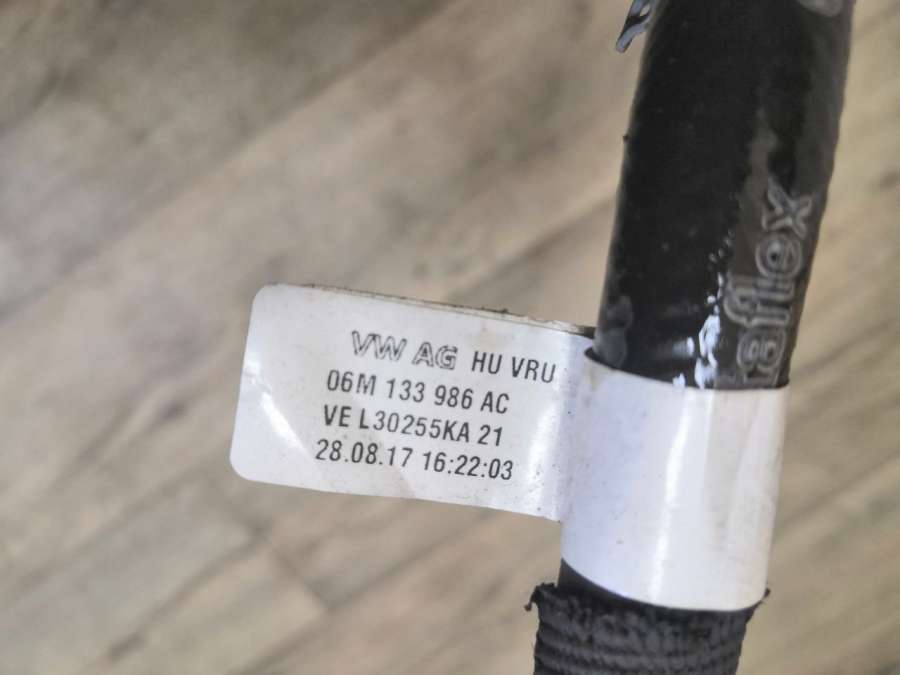 VW AG HU VRU
06M 133 986 AC
VE L30255KA 21
28.08.17 16:22:03